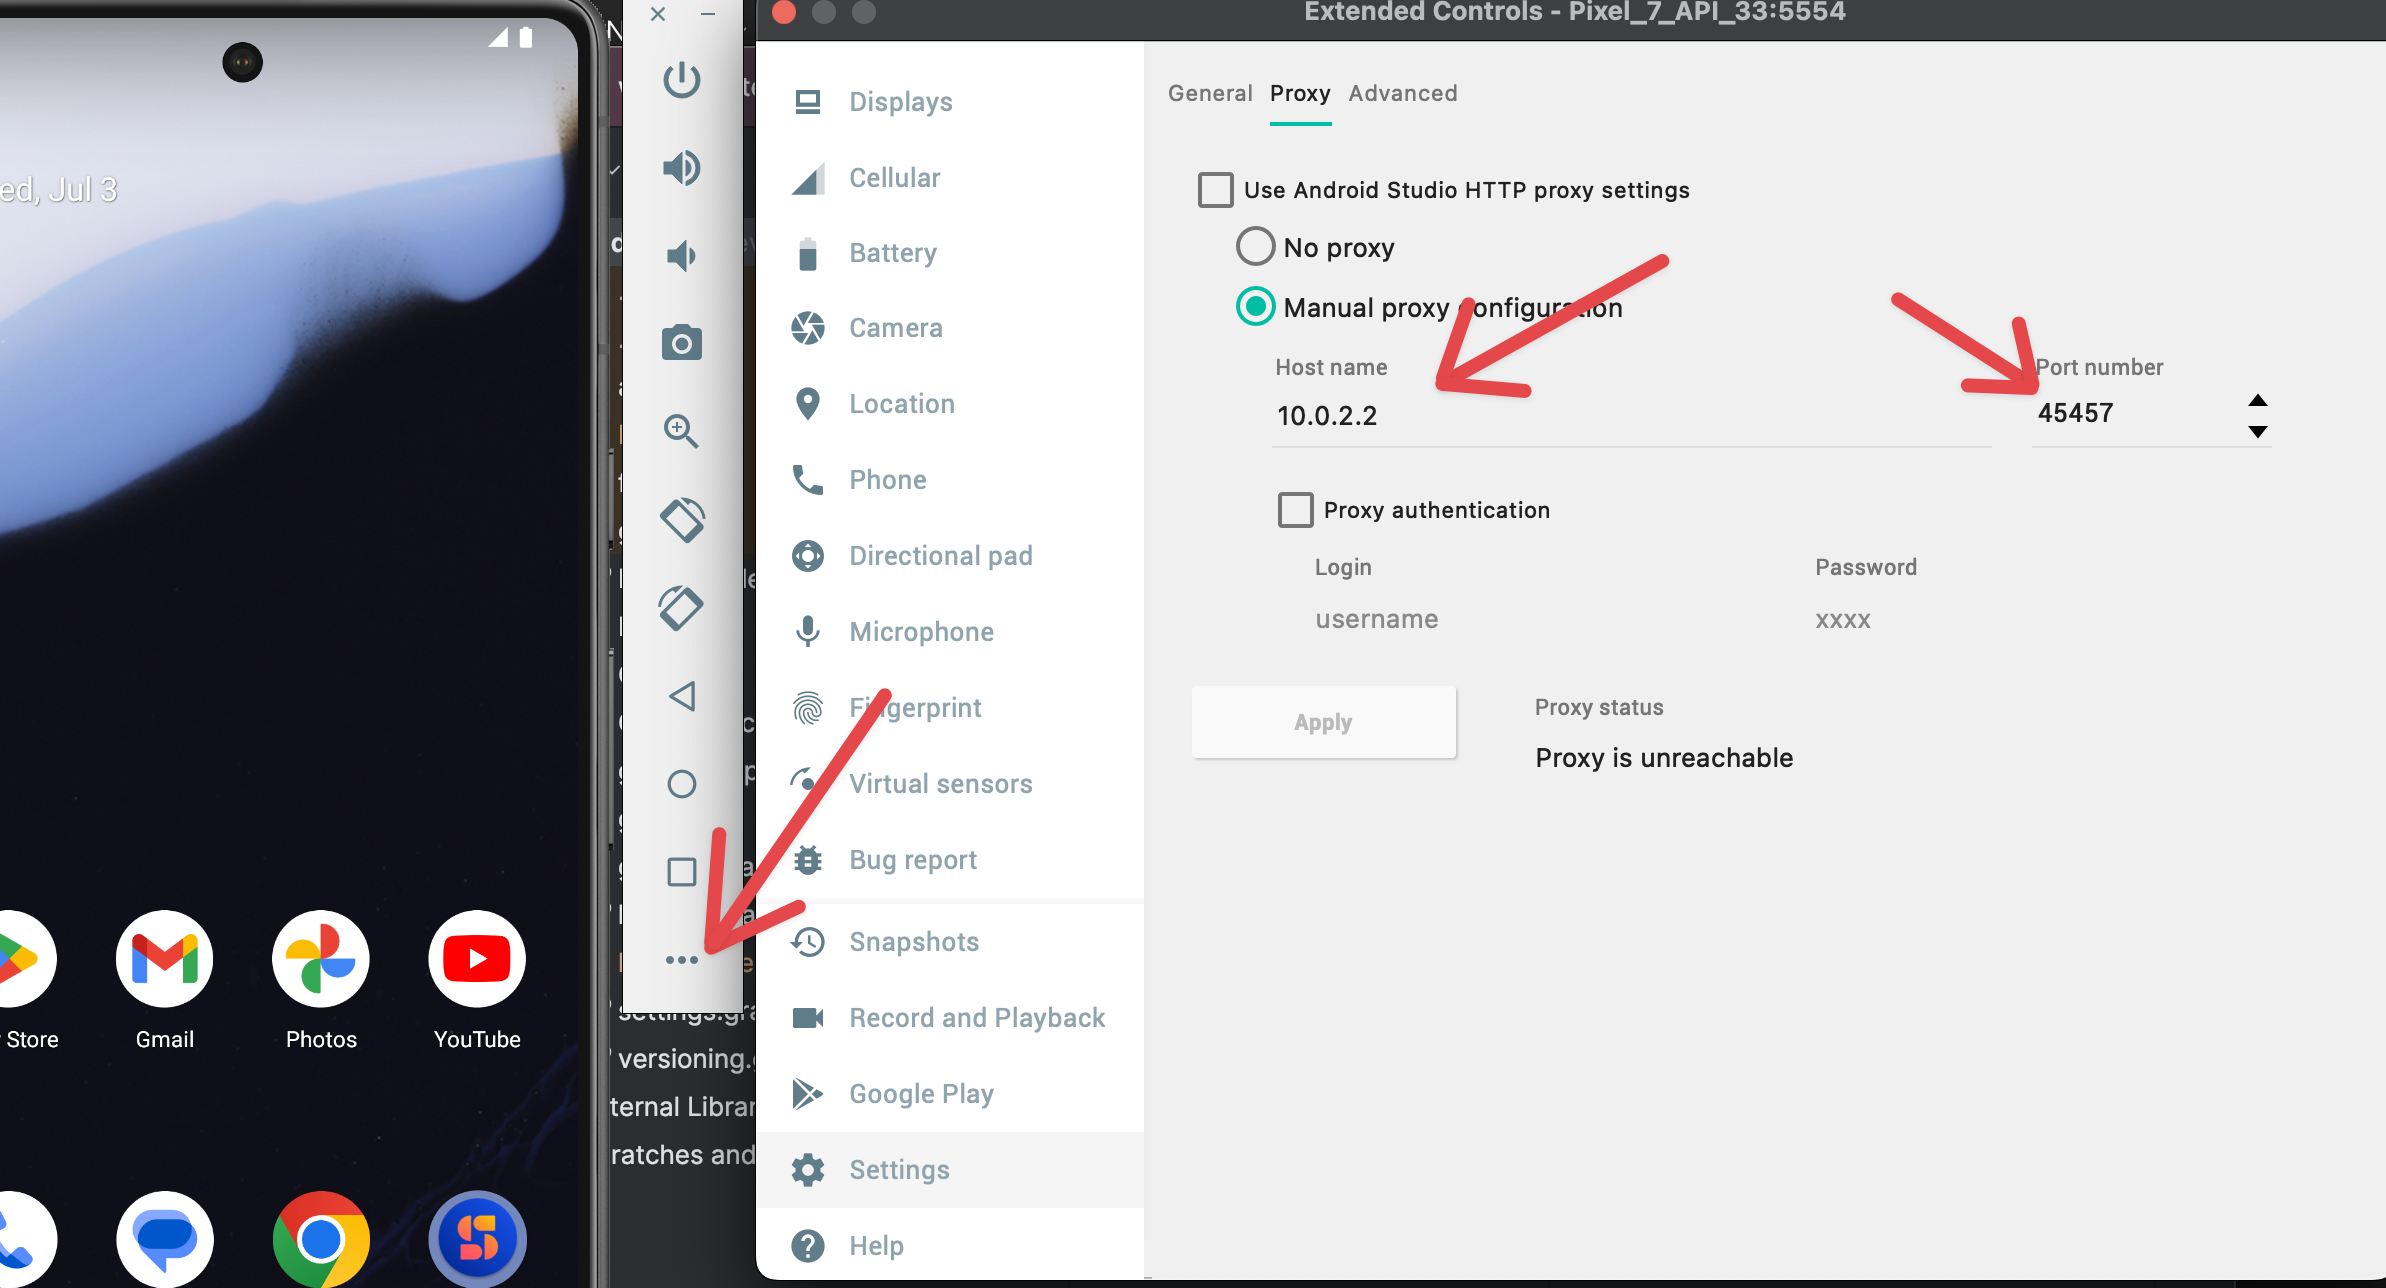 Extended Controls - Pixel_7_API_33:5554
ed, Jul 3
Store
Gmail
Photos
YouTube
settings.gra
versioning.
ternal Librar
ratches and
Displays
Cellular
Battery
Camera
Location
Phone
Directional pad
Microphone
Fingerprint
Virtual sensors
Bug report
Snapshots
Record and Playback
Google Play
Settings
Help
General Proxy Advanced
Use Android Studio HTTP proxy settings
No proxy
Manual proxy configuration
Host name Port number
10.0.2.2 45457
Proxy authentication
Login Password
username xxxx
Apply
Proxy status
Proxy is unreachable